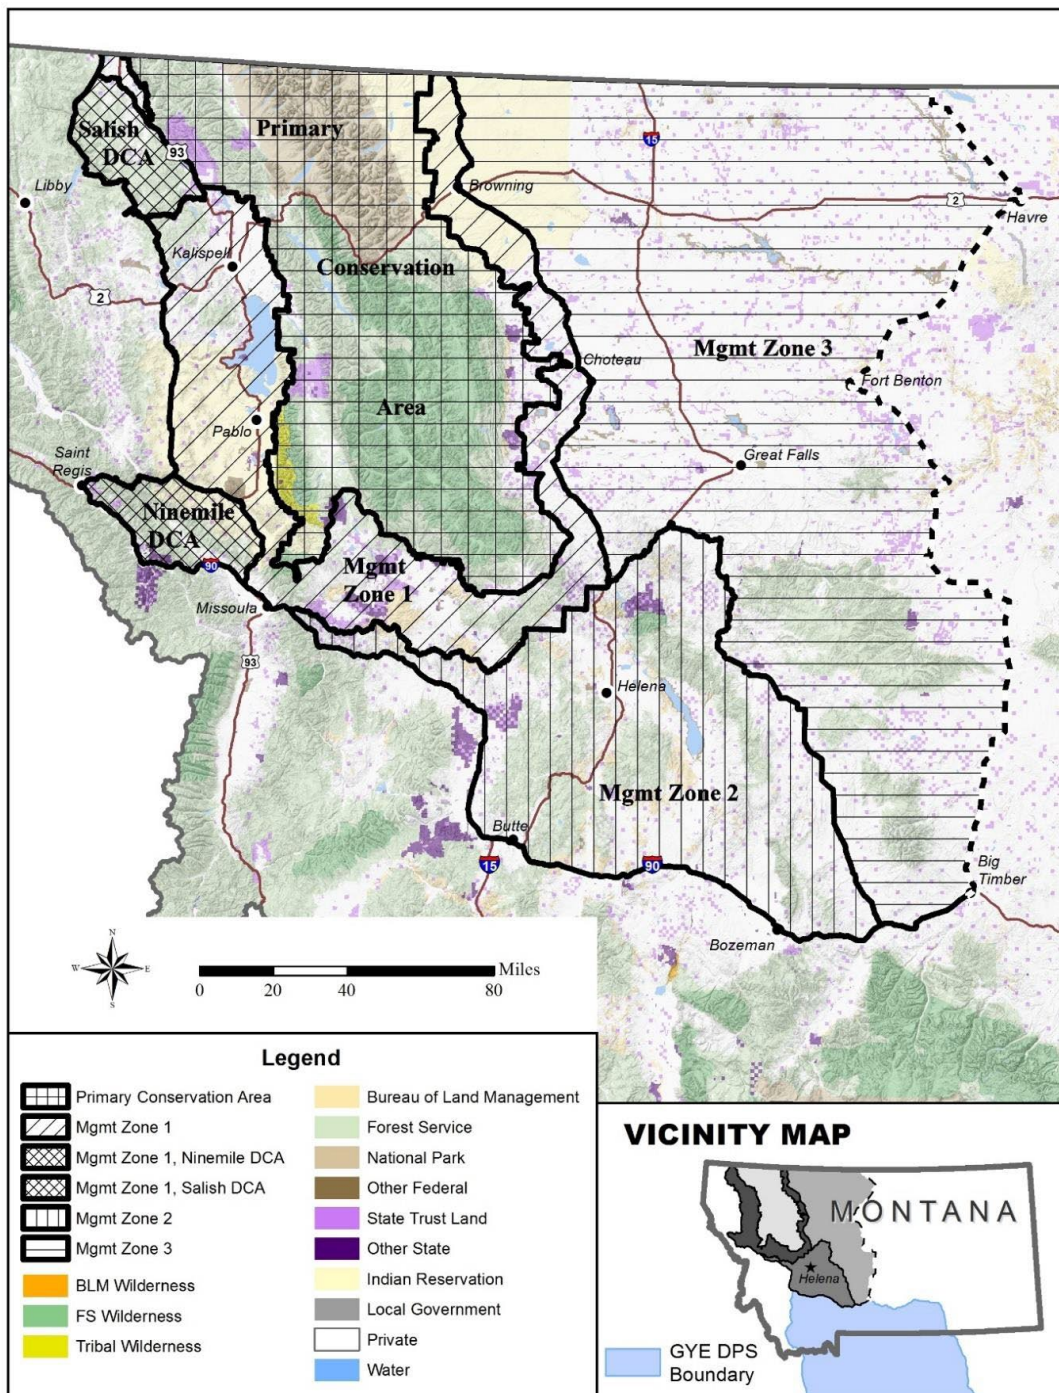 Salish
DCA
93
Primary
15
Libby
Browning
2
Havre
Kalispell
Conservation
2
Mgmt Zone 3
Choteau
Fort Benton
Area
Pablo
Saint
Regis
Great Falls
Ninemile
DCA
90
Mgmt
Zone 1
Missoula
93
Helena
Mgmt Zone 2
Butte
15
90
Big
Timber
Bozeman
N
W E
S
Miles
0 20 40 80
Legend
Primary Conservation Area
Mgmt Zone 1
Mgmt Zone 1, Ninemile DCA
Mgmt Zone 1, Salish DCA
Mgmt Zone 2
Mgmt Zone 3
BLM Wilderness
FS Wilderness
Tribal Wilderness
Bureau of Land Management
Forest Service
National Park
Other Federal
State Trust Land
Other State
Indian Reservation
Local Government
Private
Water
VICINITY MAP
MONTANA
Helena
GYE DPS
Boundary